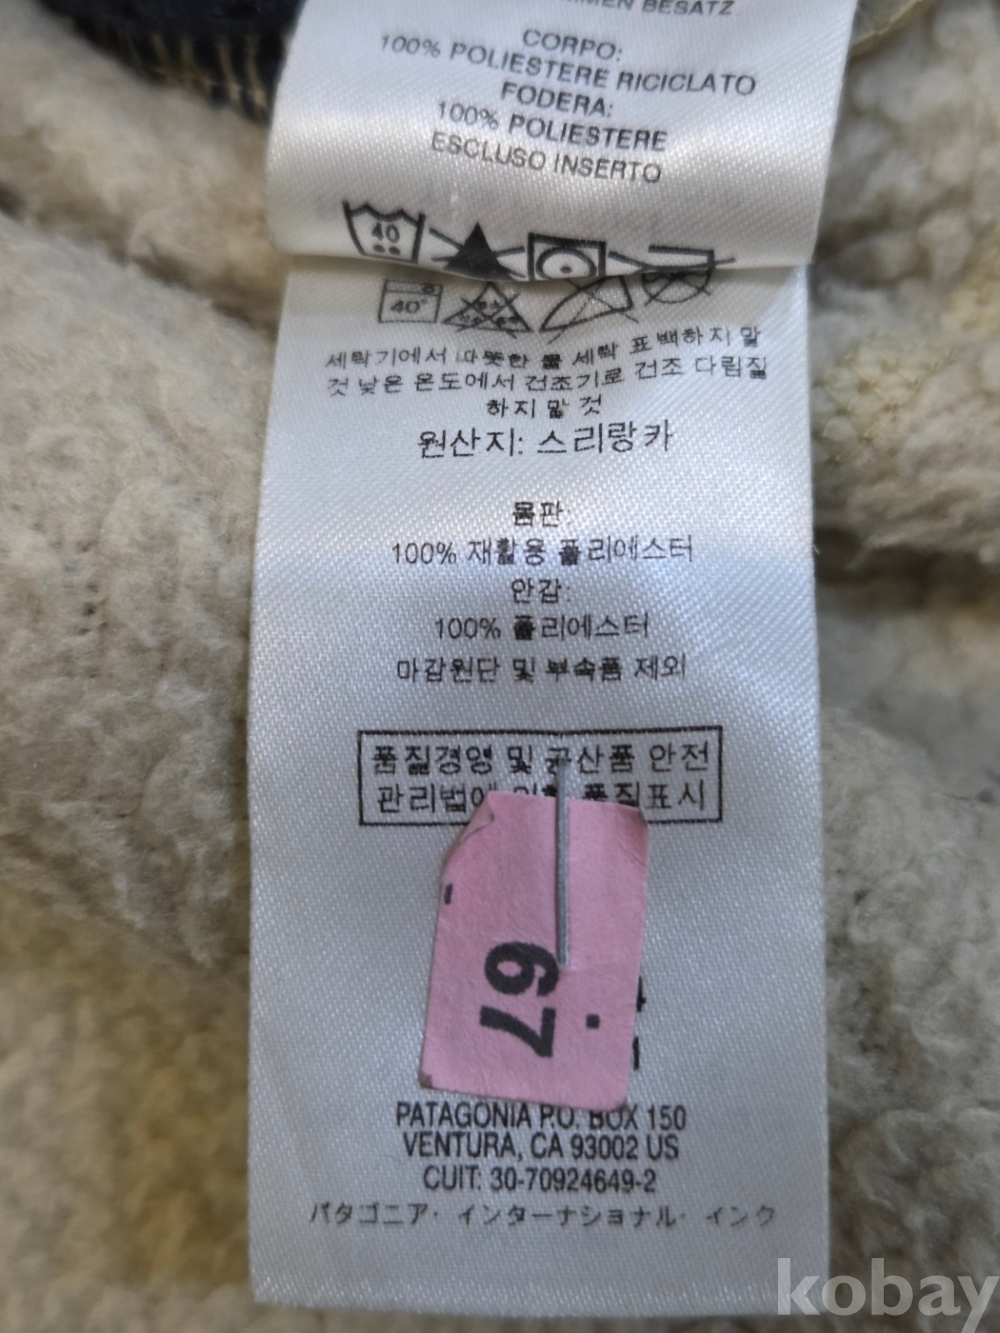 BESATZ
CORPO:
100% POLIESTERE RICICLATO
FODERA:
100% POLIESTERE
ESCLUSO INSERTO
40
40°
세탁기에서 따뜻한 물 세탁 표백하지 말
것 낮은 온도에서 건조기로 건조 다림질
하지 말 것
원산지: 스리랑카
몸판:
100% 재활용 폴리에스터
안감:
100% 폴리에스터
마감원단 및 부속품 제외
품질경영 및 공산품 안전
관리법에 의한 품질표시
67
PATAGONIA P.O. BOX 150
VENTURA, CA 93002 US
CUIT: 30-70924649-2
パタゴニア・インターナショナル・インク
kobay